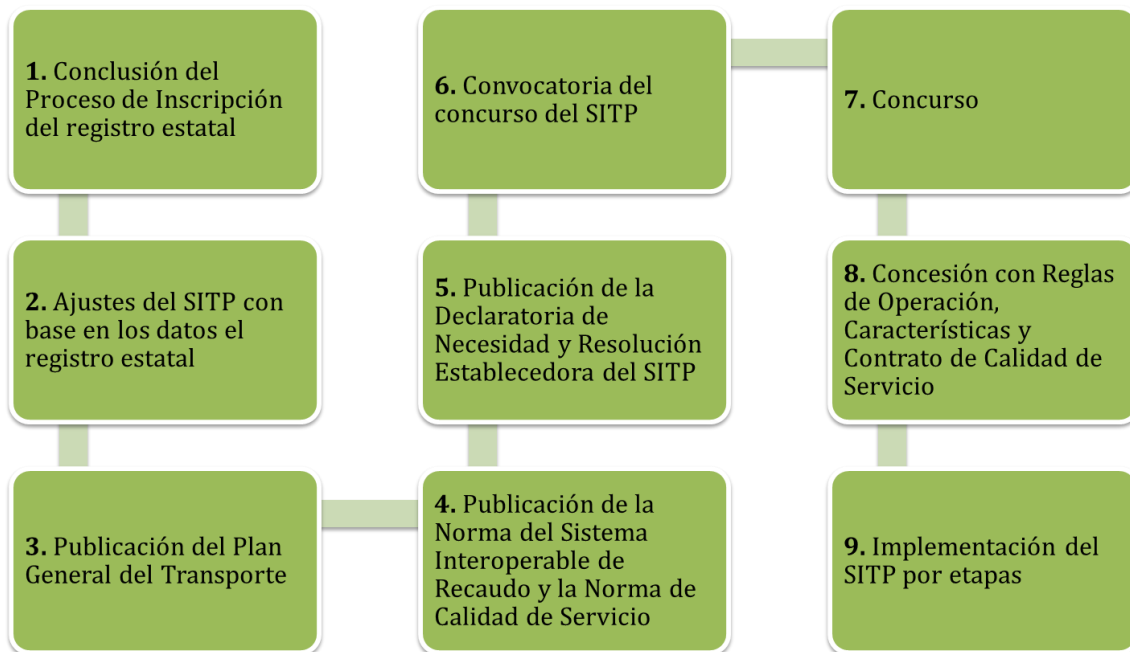 1. Conclusión del
Proceso de Inscripción
del registro estatal
2. Ajustes del SITP con
base en los datos el
registro estatal
3. Publicación del Plan
General del Transporte
4. Publicación de la
Norma del Sistema
Interoperable de
Recaudo y la Norma de
Calidad de Servicio
5. Publicación de la
Declaratoria de
Necesidad y Resolución
Establecedora del SITP
6. Convocatoria del
concurso del SITP
7. Concurso
8. Concesión con Reglas
de Operación,
Características y
Contrato de Calidad de
Servicio
9. Implementación del
SITP por etapas